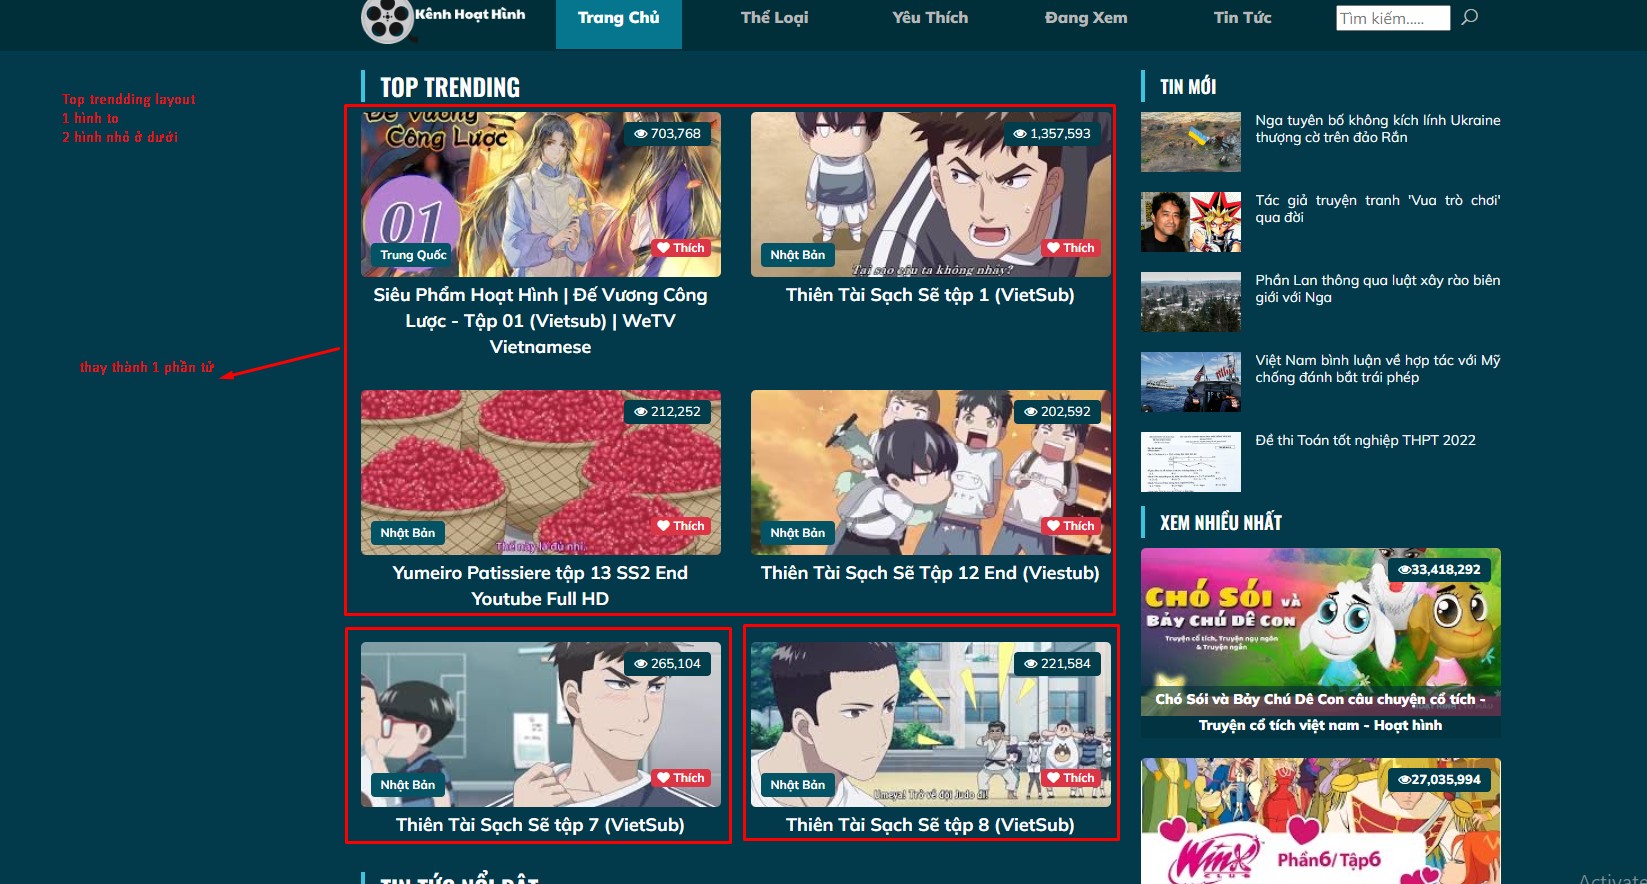 Kênh Hoạt Hình
Trang Chủ
Thể Loại
Yêu Thích
Đang Xem
Tin Tức
Tìm kiếm.....
Top trendding layout
1 hình to
2 hình nhỏ ở dưới
thay thành 1 phần tử
TOP TRENDING
Đế Vương
Công Lược
703,768
01
Trung Quốc
Thích
Siêu Phẩm Hoạt Hình | Đế Vương Công
Lược - Tập 01 (Vietsub) | WeTV
Vietnamese
1,357,593
Nhật Bản
Thích
Tại sao cậu ta không nhảy?
Thiên Tài Sạch Sẽ tập 1 (VietSub)
212,252
Nhật Bản
Thích
Thế này là đủ nhỉ..
Yumeiro Patissiere tập 13 SS2 End
Youtube Full HD
202,592
Nhật Bản
Thích
Thiên Tài Sạch Sẽ Tập 12 End (Viestub)
265,104
Nhật Bản
Thích
Thiên Tài Sạch Sẽ tập 7 (VietSub)
221,584
Nhật Bản
Thích
Umeya! Trở về đội Judo đi!
Thiên Tài Sạch Sẽ tập 8 (VietSub)
TIN TỨC NỔI BẬT
TIN MỚI
Nga tuyên bố không kích lính Ukraine
thượng cờ trên đảo Rắn
Tác giả truyện tranh 'Vua trò chơi'
qua đời
Phần Lan thông qua luật xây rào biên
giới với Nga
Việt Nam bình luận về hợp tác với Mỹ
chống đánh bắt trái phép
Đề thi Toán tốt nghiệp THPT 2022
XEM NHIỀU NHẤT
33,418,292
CHÓ SÓI VÀ
BẢY CHÚ DÊ CON
Truyện cổ tích, Truyện ngụ ngôn
& Truyện ngắn
Chó Sói và Bảy Chú Dê Con câu chuyện cổ tích -
Truyện cổ tích việt nam - Hoạt hình
27,035,994
Winx
CLUB
Phần6/Tập6
Activate